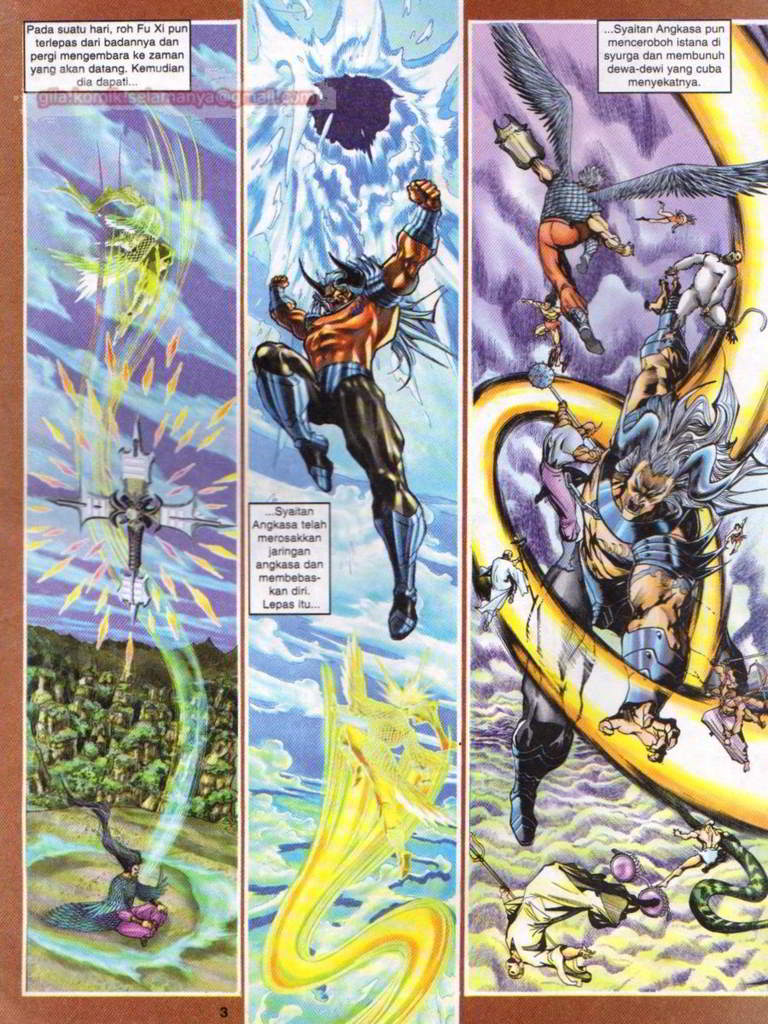 Pada suatu hari, roh Fu Xi pun
terlepas dari badannya dan
pergi mengembara ke zaman
yang akan datang. Kemudian
dia dapati...
gila.komik.selamanya@gmail.com
...Syaitan
Angkasa telah
merosakkan
jaringan
angkasa dan
membebas-
kan diri.
Lepas itu...
...Syaitan Angkasa pun
menceroboh istana di
syurga dan membunuh
dewa-dewi yang cuba
menyekatnya.
3